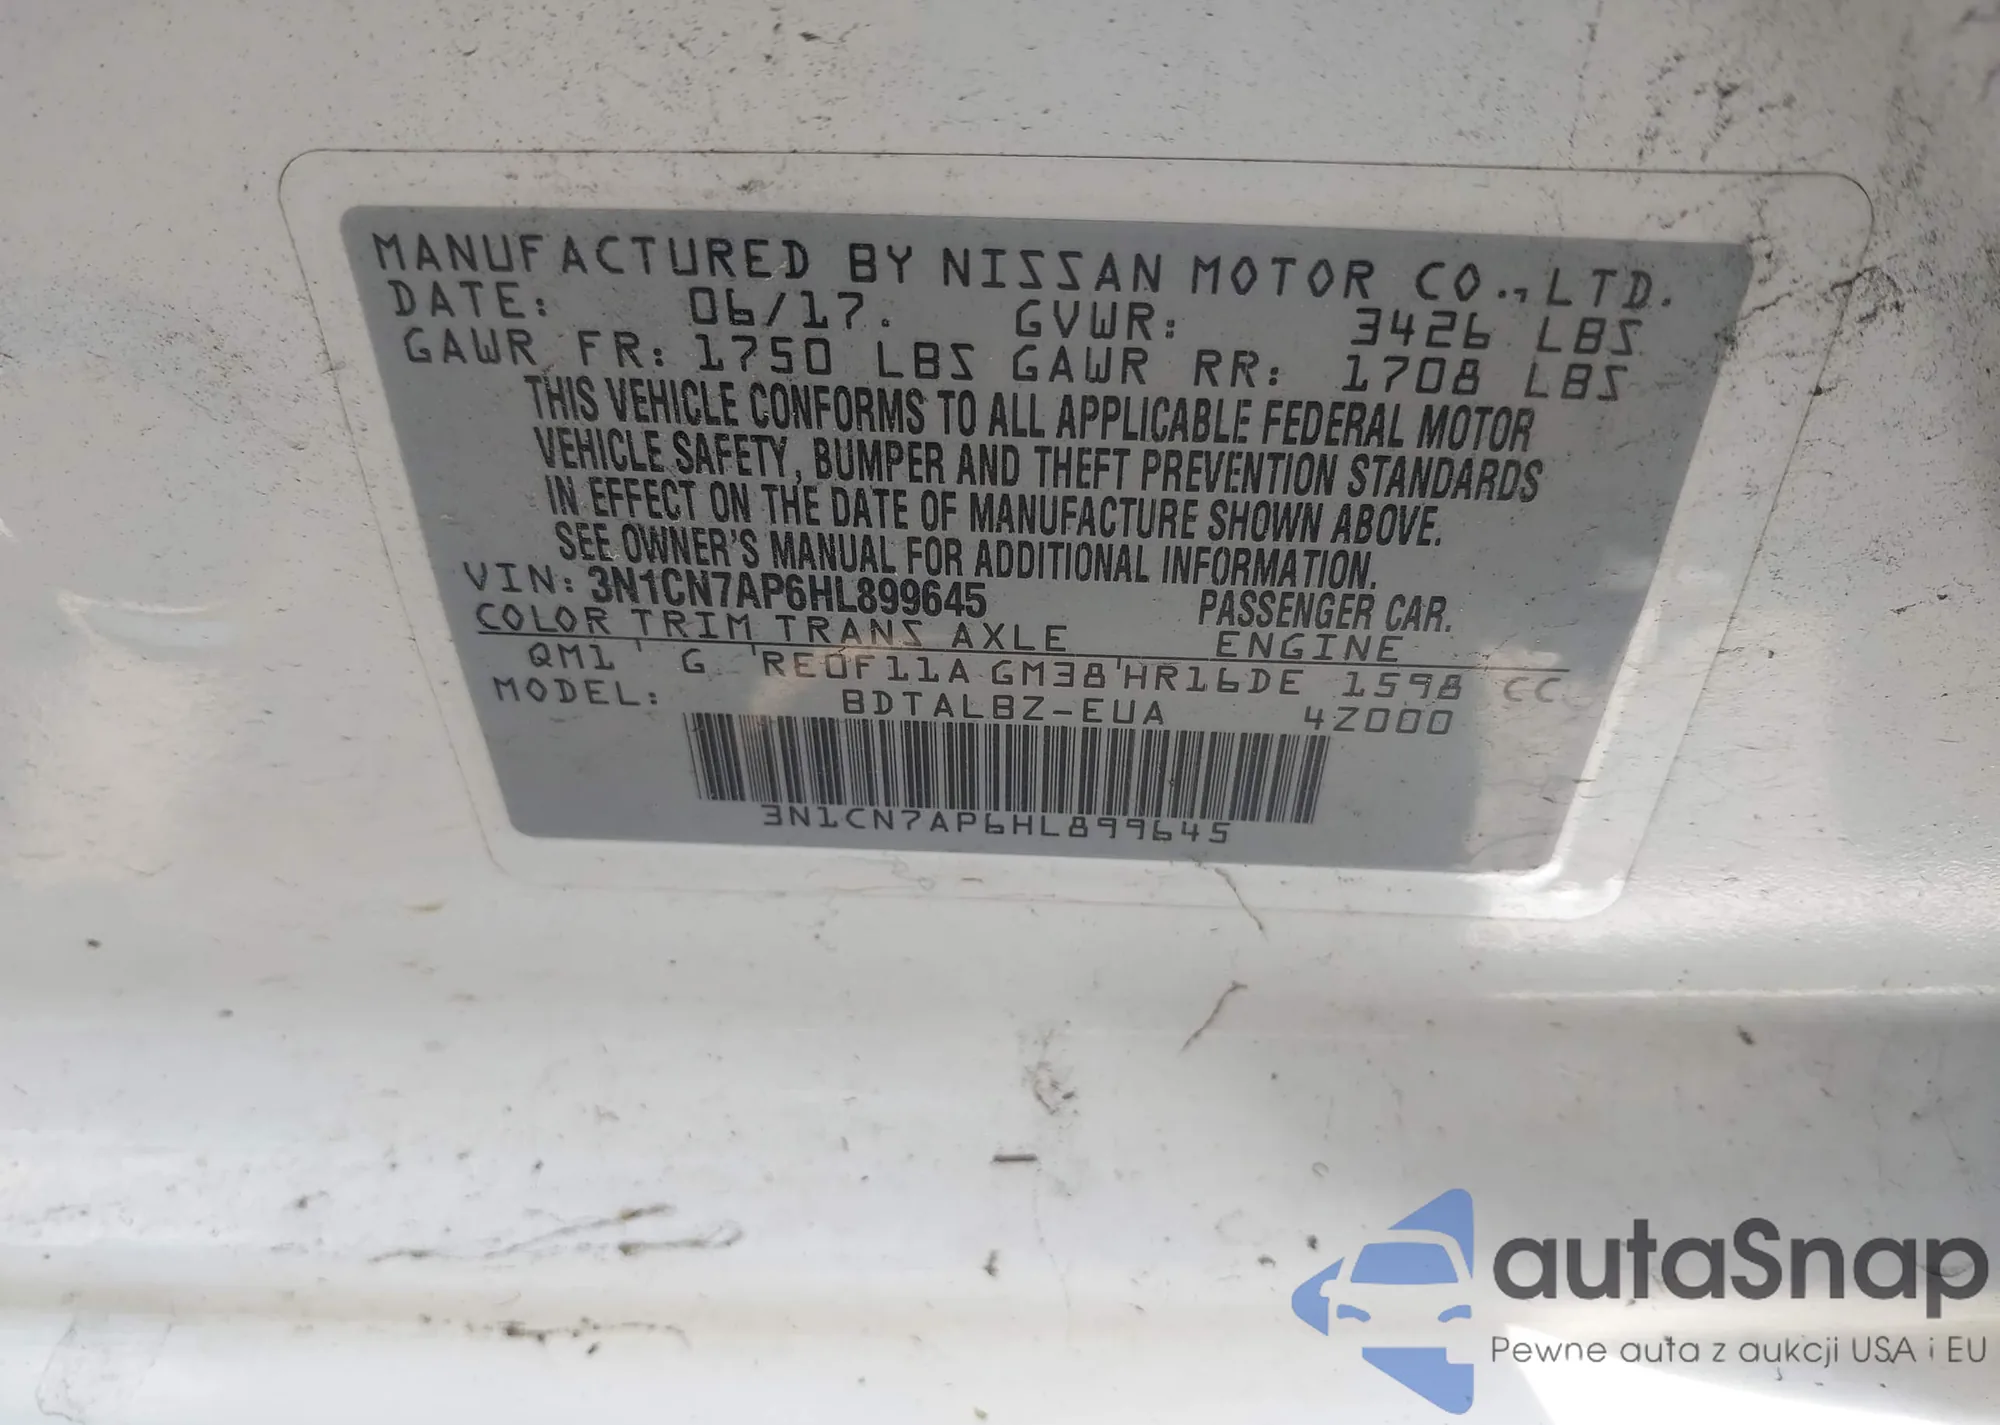 MANUFACTURED BY NISSAN MOTOR CO., LTD.
DATE: 06/17. GVWR: 3426 LBS
GAWR FR: 1750 LBS GAWR RR: 1708 LBS
THIS VEHICLE CONFORMS TO ALL APPLICABLE FEDERAL MOTOR
VEHICLE SAFETY, BUMPER AND THEFT PREVENTION STANDARDS
IN EFFECT ON THE DATE OF MANUFACTURE SHOWN ABOVE.
SEE OWNER'S MANUAL FOR ADDITIONAL INFORMATION.
VIN: 3N1CN7AP6HL899645 PASSENGER CAR.
COLOR TRIM TRANS AXLE ENGINE
QM1 ' G ' RE0F11A GM38 ' HR16DE 1598 CC
MODEL: BDTALBZ-EUA 4Z000
3N1CN7AP6HL899645
autaSnap
Pewne auta z aukcji USA i EU